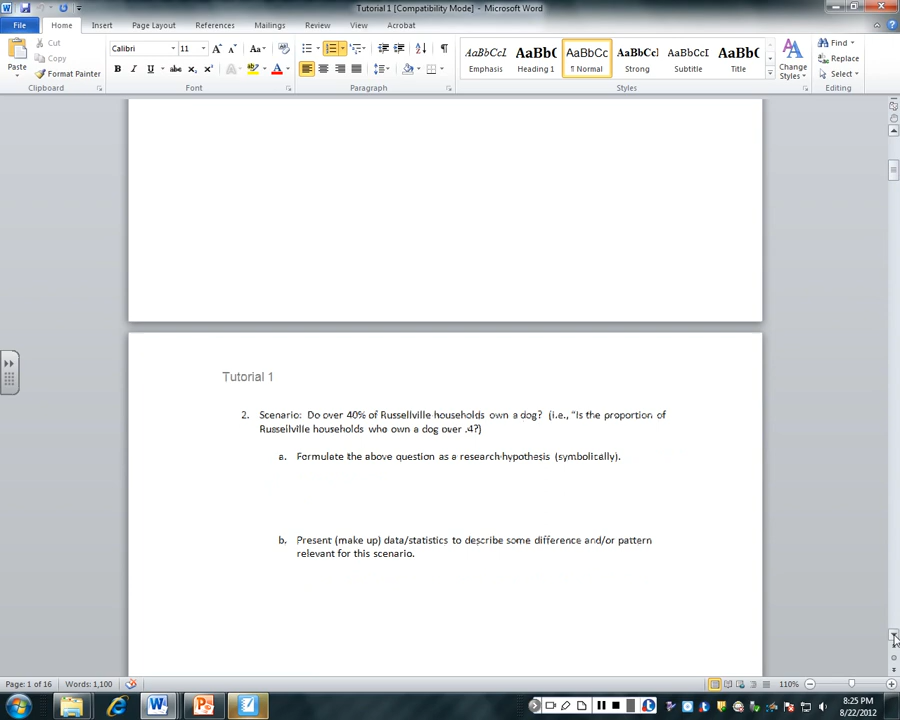 Tutorial 1 [Compatibility Mode] - Microsoft Word
File Home Insert Page Layout References Mailings Review View Acrobat
Paste Cut Copy Format Painter
Clipboard
Calibri 11
Font
Paragraph
AaBbCcI AaBb( AaBbCc AaBbCcl AaBbCcD AaBb(
Emphasis Heading 1 ¶ Normal Strong Subtitle Title
Styles
Change Styles
Find Replace Select
Editing
Tutorial 1
2. Scenario: Do over 40% of Russellville households own a dog? (i.e., "Is the proportion of
Russellville households who own a dog over .4?)
a. Formulate the above question as a research hypothesis (symbolically).
b. Present (make up) data/statistics to describe some difference and/or pattern
relevant for this scenario.
Page: 1 of 16 Words: 1,100 110%
8:25 PM
8/22/2012